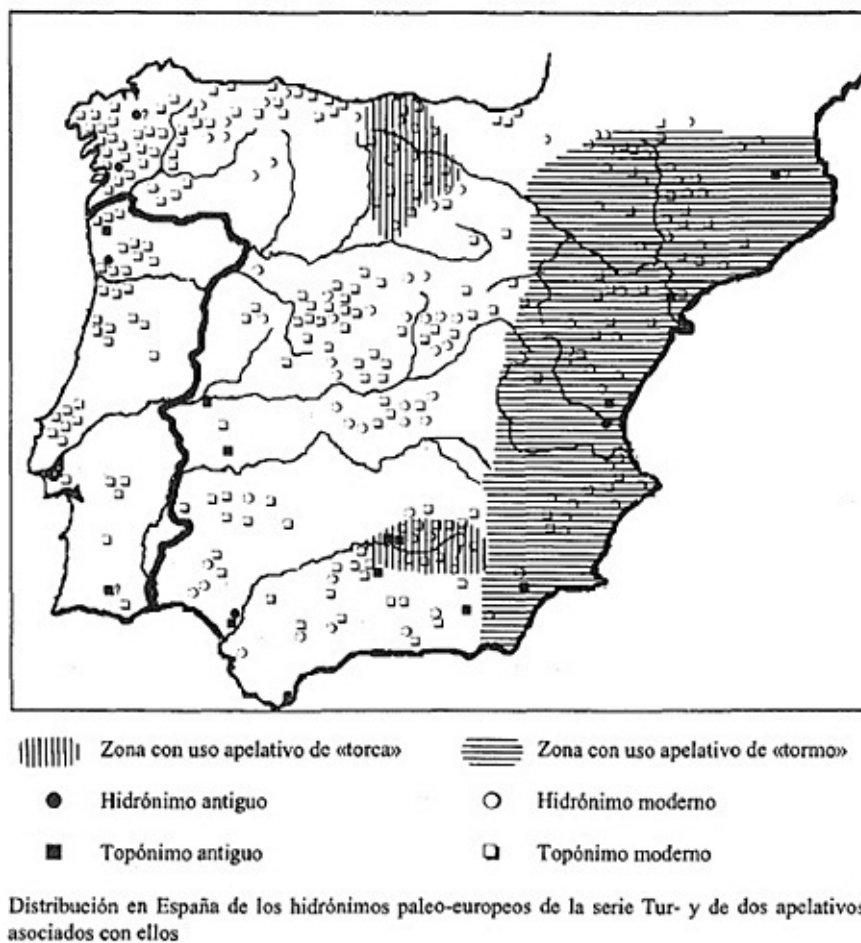 ?
?
Zona con uso apelativo de «torca»
Zona con uso apelativo de «tormo»
Hidrónimo antiguo
Hidrónimo moderno
Topónimo antiguo
Topónimo moderno
Distribución en España de los hidrónimos paleo-europeos de la serie Tur- y de dos apelativos
asociados con ellos